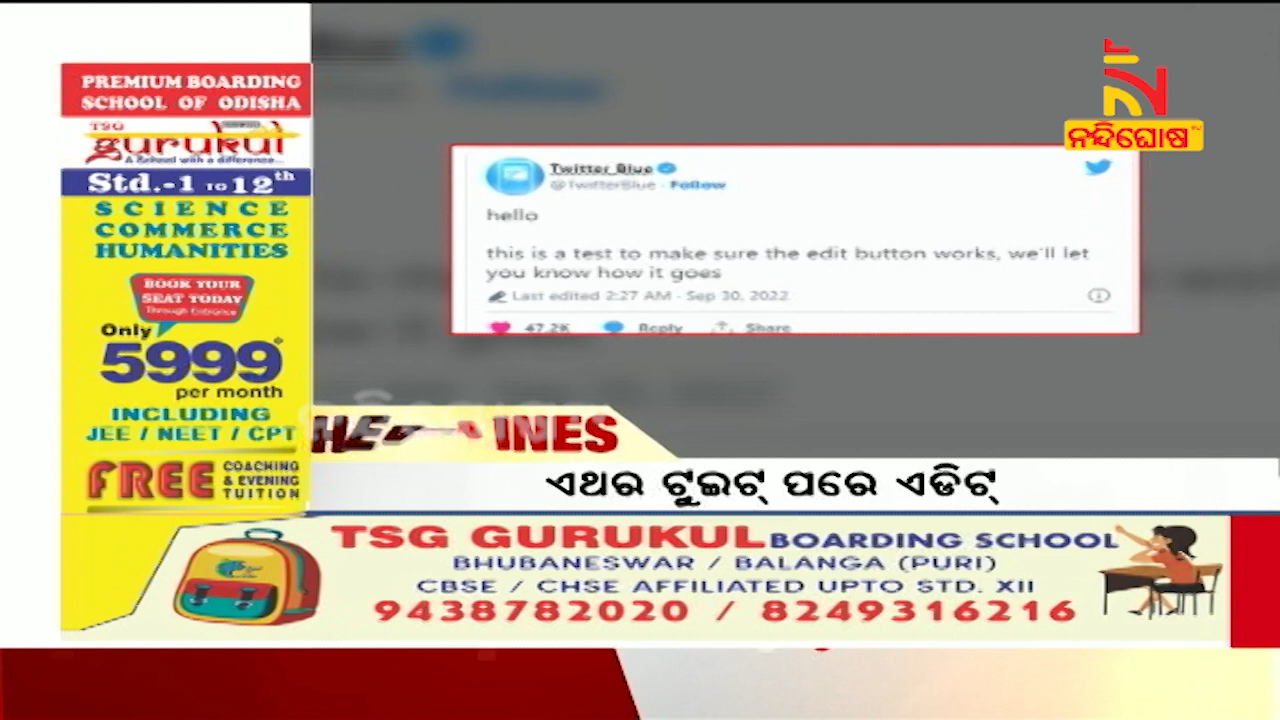 PREMIUM BOARDING
SCHOOL OF ODISHA
TSG
gurukul
A School with a difference...
Std.-1 TO 12th
SCIENCE
COMMERCE
HUMANITIES
BOOK YOUR
SEAT TODAY
Through Entrance
Only
5999*
per month
INCLUDING
JEE / NEET / CPT
FREE COACHING
& EVENING
TUITION
ନନ୍ଦିଘୋଷ
Twitter Blue
@TwitterBlue · Follow
hello
this is a test to make sure the edit button works, we'll let
you know how it goes
Last edited 2:27 AM · Sep 30, 2022
47.2K Reply Share
ଏଥର ଟୁଇଟ୍ ପରେ ଏଡିଟ୍
TSG GURUKUL BOARDING SCHOOL
BHUBANESWAR / BALANGA (PURI)
CBSE / CHSE AFFILIATED UPTO STD. XII
9438782020 / 8249316216